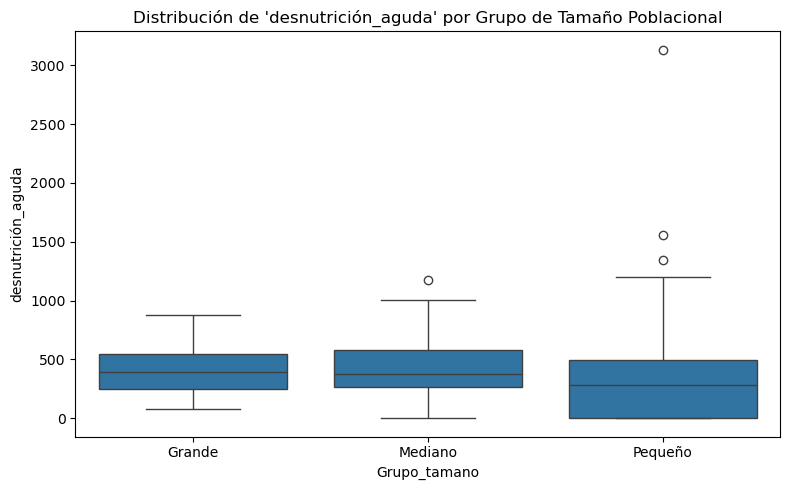 Distribución de 'desnutrición_aguda' por Grupo de Tamaño Poblacional
3000
2500
2000
1500
1000
500
0
desnutrición_aguda
Grande
Mediano
Pequeño
Grupo_tamano